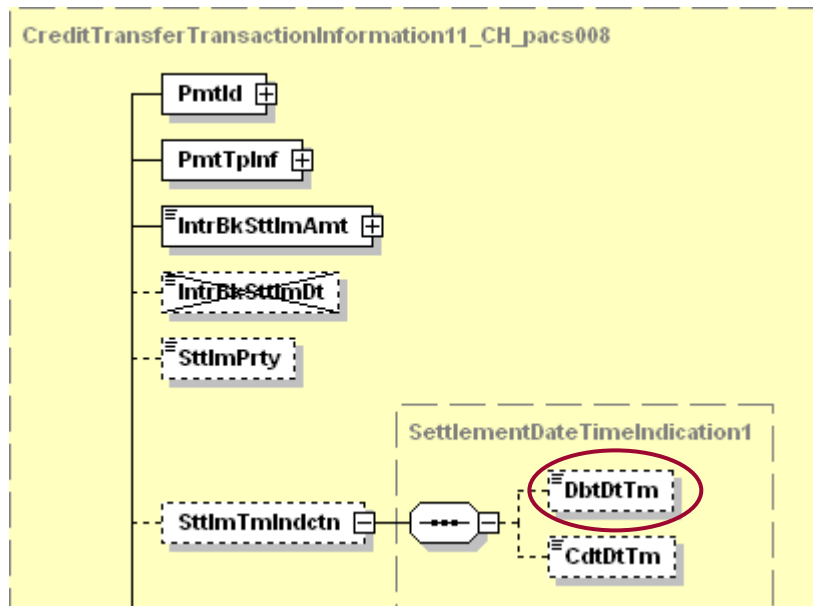 CreditTransferTransactionInformation11_CH_pacs008
PmtId
PmtTpInf
IntrBkSttlmAmt
IntrBkSttlmDt
SttlmPrty
SettlementDateTimeIndication1
DbtDtTm
SttlmTmIndctn
CdtDtTm